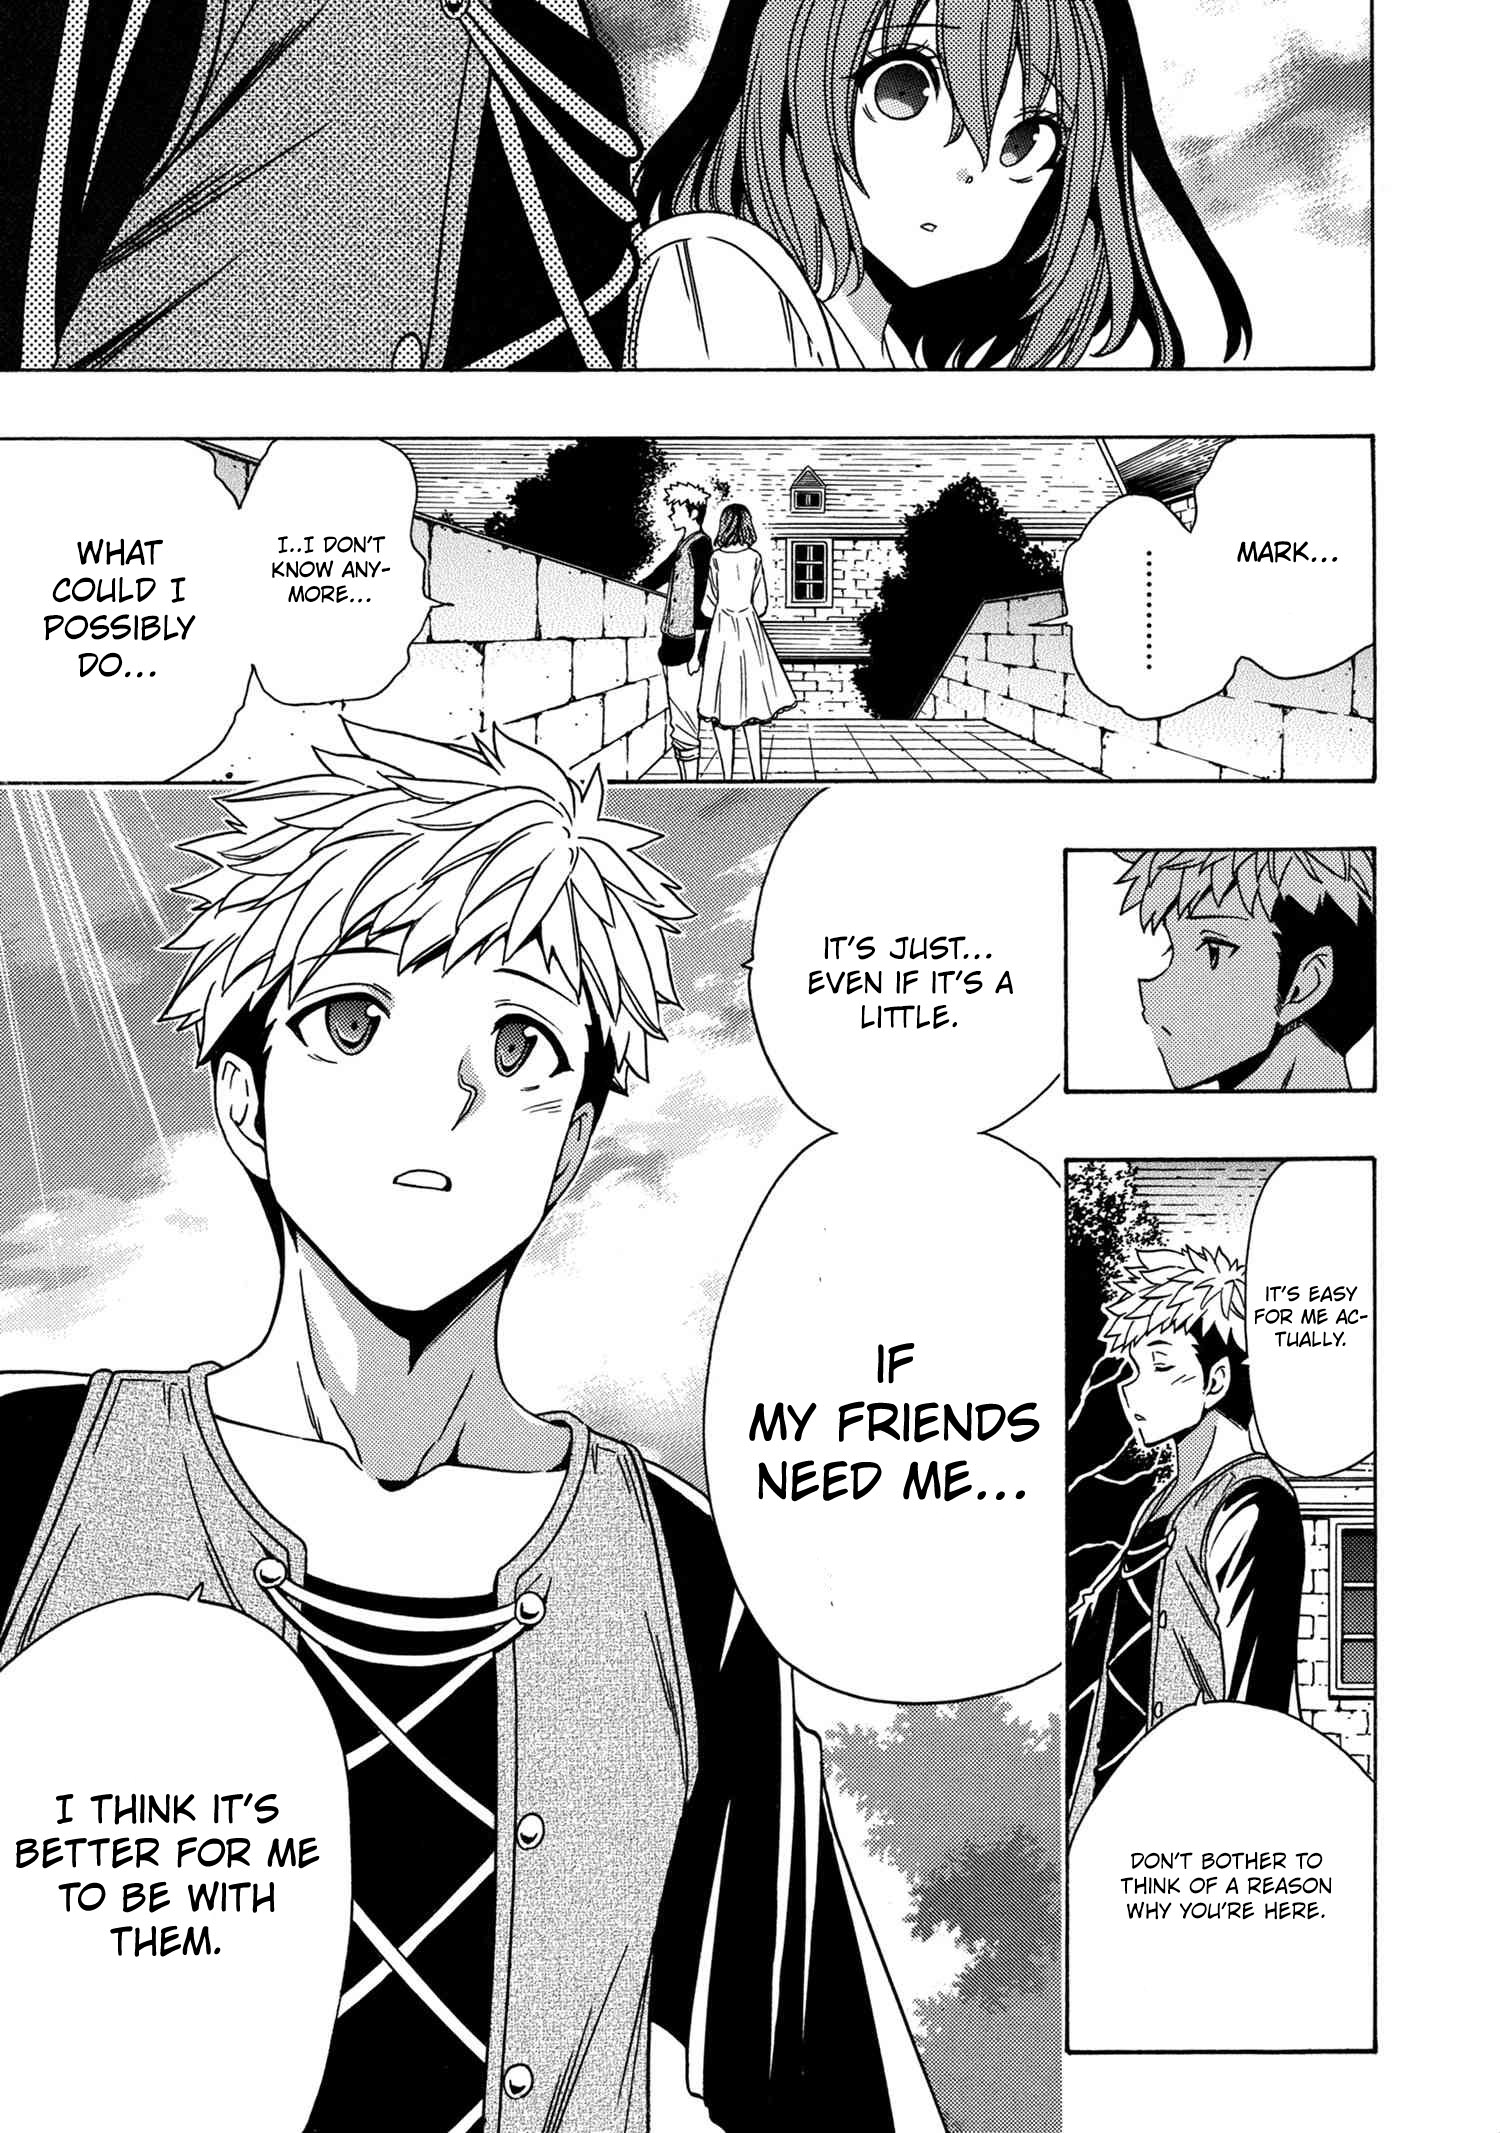 MARK...
..........
I..I DON'T
KNOW ANY-
MORE...
WHAT
COULD I
POSSIBLY
DO...
IT'S EASY
FOR ME AC-
TUALLY.
DON'T BOTHER TO
THINK OF A REASON
WHY YOU'RE HERE.
IT'S JUST...
EVEN IF IT'S A
LITTLE.
IF
MY FRIENDS
NEED ME...
I THINK IT'S
BETTER FOR ME
TO BE WITH
THEM.